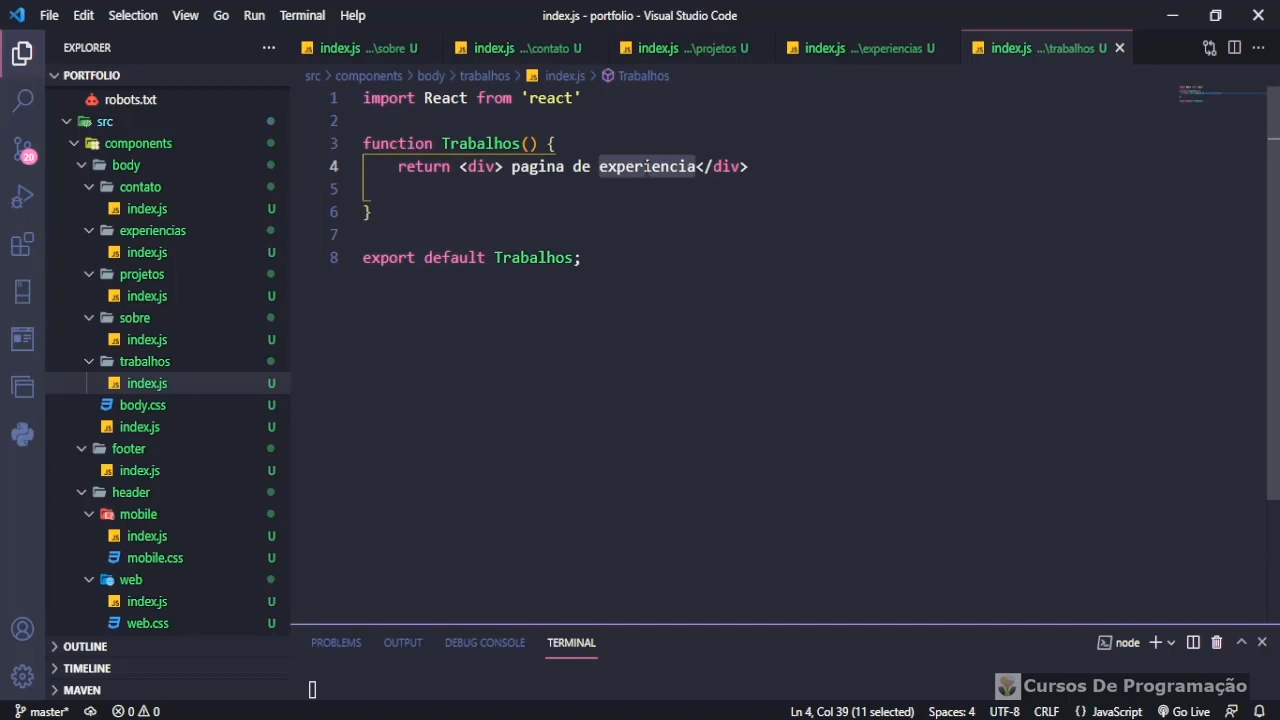 File Edit Selection View Go Run Terminal Help
index.js - portfolio - Visual Studio Code
EXPLORER
index.js ...\sobre U
index.js ...\contato U
index.js ...\projetos U
index.js ...\experiencias U
index.js ...\trabalhos U
PORTFOLIO
src > components > body > trabalhos > index.js > Trabalhos
robots.txt
src
components
body
contato
index.js U
experiencias
index.js U
projetos
index.js U
sobre
index.js U
trabalhos
index.js U
body.css U
index.js U
footer
index.js U
header
mobile
index.js U
mobile.css U
web
index.js U
web.css U
OUTLINE
TIMELINE
MAVEN
20
1 import React from 'react'
2
3 function Trabalhos() {
4 return <div> pagina de experiencia</div>
5
6 }
7
8 export default Trabalhos;
PROBLEMS OUTPUT DEBUG CONSOLE TERMINAL
node
Cursos De Programação
master* 0 0
Ln 4, Col 39 (11 selected) Spaces: 4 UTF-8 CRLF {} JavaScript Go Live